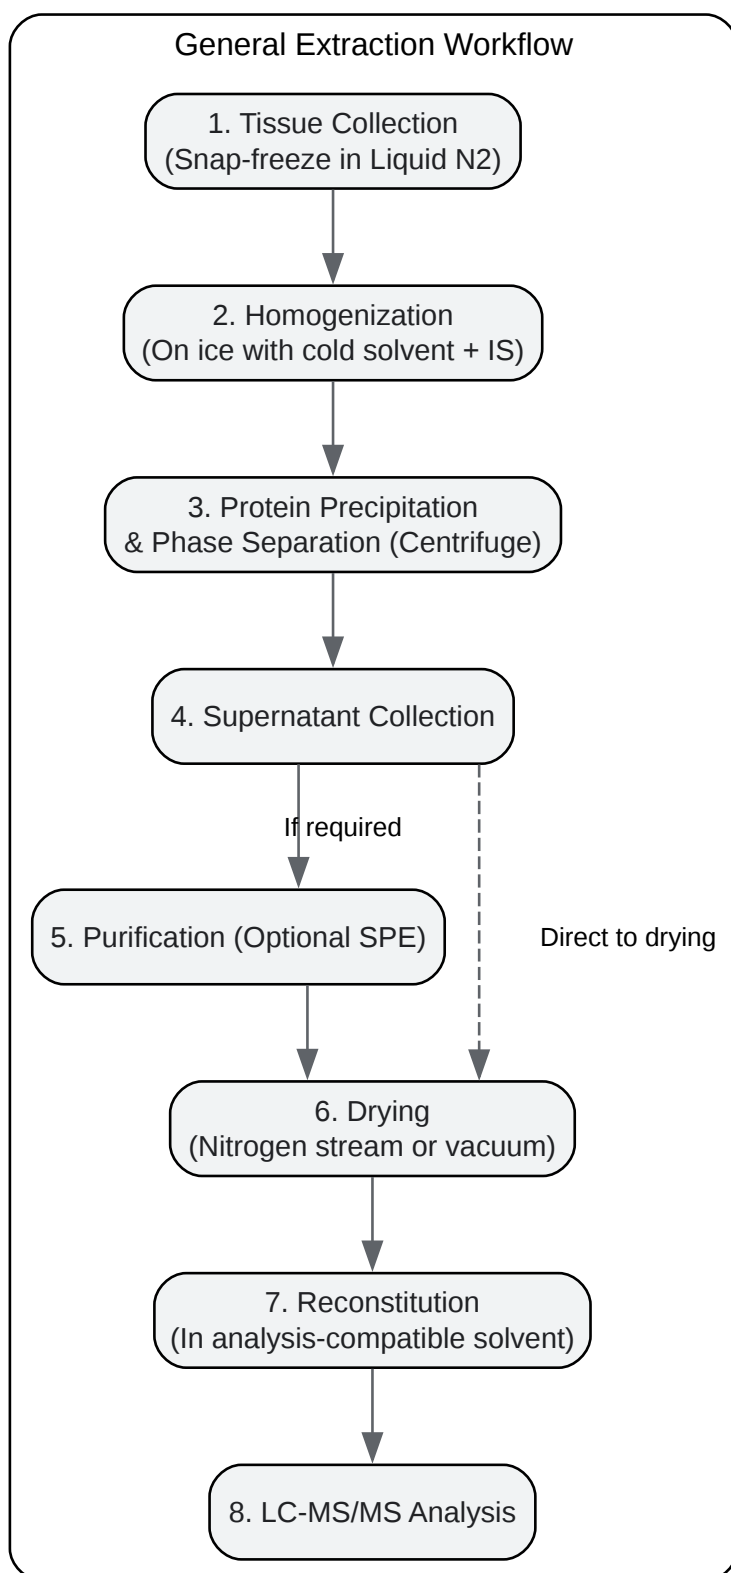 General Extraction Workflow
1. Tissue Collection
(Snap-freeze in Liquid N2)
2. Homogenization
(On ice with cold solvent + IS)
3. Protein Precipitation
& Phase Separation (Centrifuge)
4. Supernatant Collection
If required
5. Purification (Optional SPE)
Direct to drying
6. Drying
(Nitrogen stream or vacuum)
7. Reconstitution
(In analysis-compatible solvent)
8. LC-MS/MS Analysis